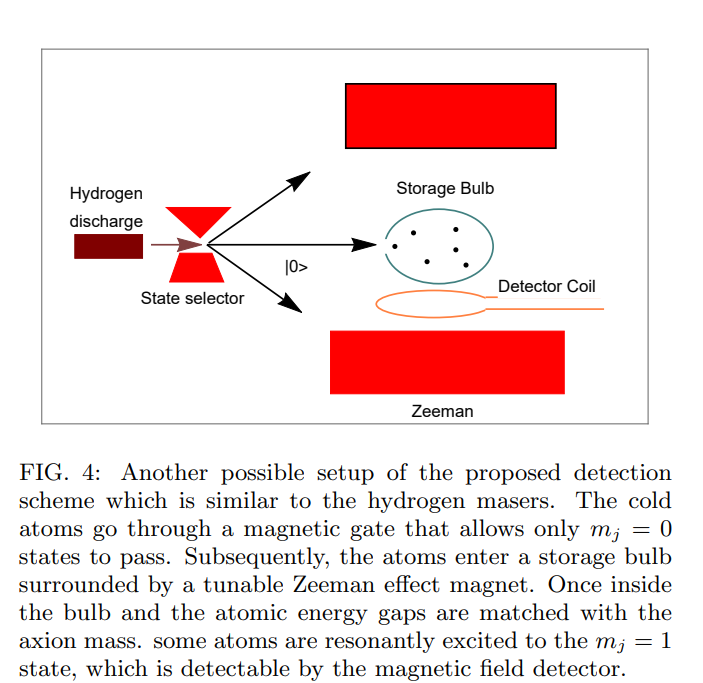 Hydrogen
discharge
State selector
|0>
Storage Bulb
Detector Coil
Zeeman
FIG. 4: Another possible setup of the proposed detection
scheme which is similar to the hydrogen masers. The cold
atoms go through a magnetic gate that allows only mⱼ = 0
states to pass. Subsequently, the atoms enter a storage bulb
surrounded by a tunable Zeeman effect magnet. Once inside
the bulb and the atomic energy gaps are matched with the
axion mass. some atoms are resonantly excited to the mⱼ = 1
state, which is detectable by the magnetic field detector.